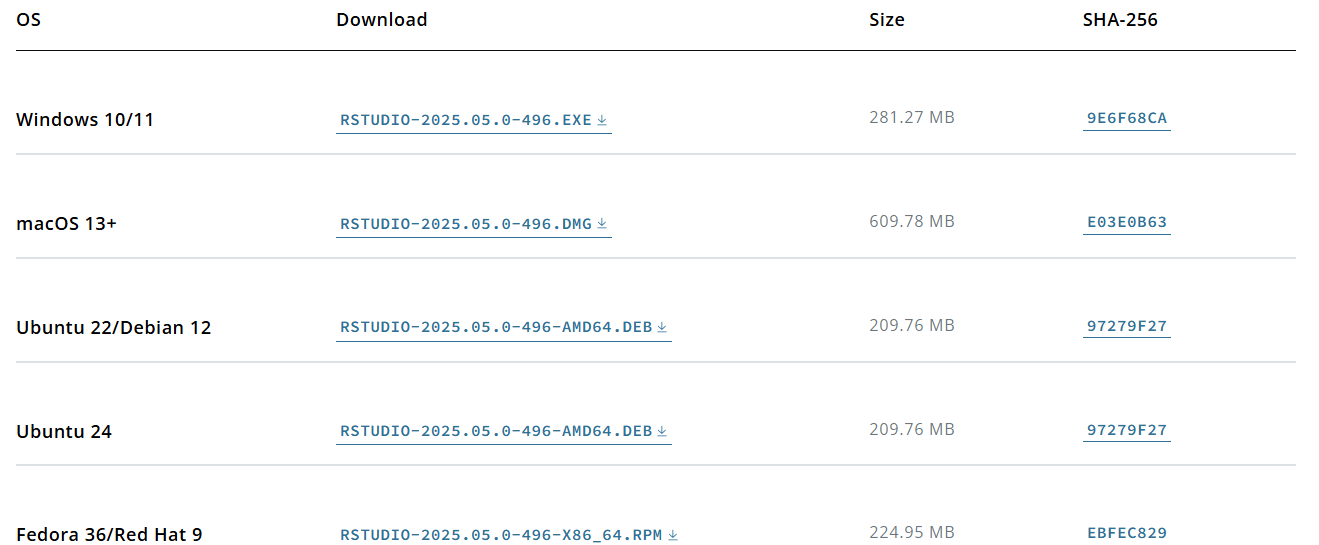 OS Download Size SHA-256
Windows 10/11 RSTUDIO-2025.05.0-496.EXE 281.27 MB 9E6F68CA
macOS 13+ RSTUDIO-2025.05.0-496.DMG 609.78 MB E03E0B63
Ubuntu 22/Debian 12 RSTUDIO-2025.05.0-496-AMD64.DEB 209.76 MB 97279F27
Ubuntu 24 RSTUDIO-2025.05.0-496-AMD64.DEB 209.76 MB 97279F27
Fedora 36/Red Hat 9 RSTUDIO-2025.05.0-496-X86_64.RPM 224.95 MB EBFEC829